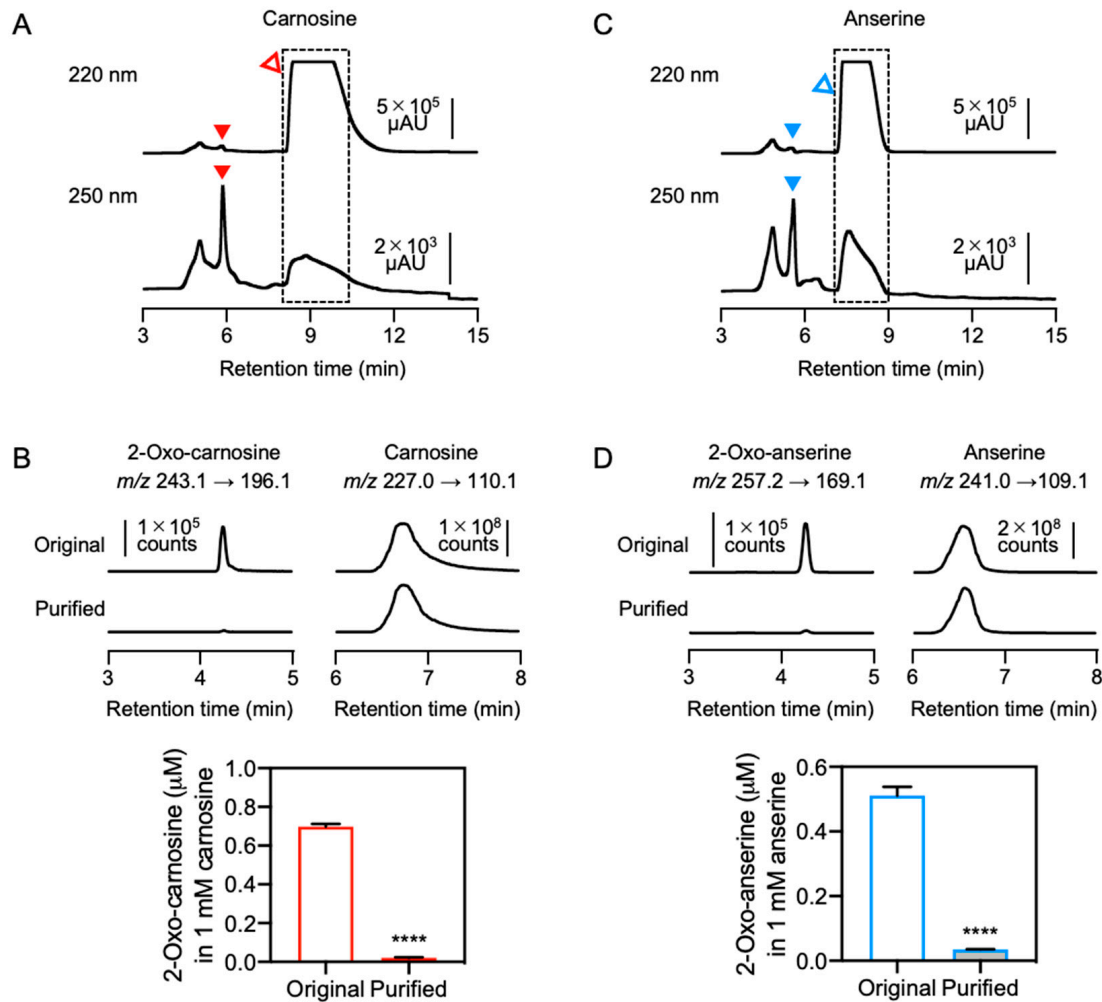 A
Carnosine
220 nm
5 × 10⁵
μAU
250 nm
2 × 10³
μAU
3 6 9 12 15
Retention time (min)
C
Anserine
220 nm
5 × 10⁵
μAU
250 nm
2 × 10³
μAU
3 6 9 12 15
Retention time (min)
B
2-Oxo-carnosine
m/z 243.1 → 196.1
Carnosine
m/z 227.0 → 110.1
Original
1 × 10⁵
counts
1 × 10⁸
counts
Purified
3 4 5
Retention time (min)
6 7 8
Retention time (min)
2-Oxo-carnosine (μM)
in 1 mM carnosine
1.0
0.8
0.6
0.4
0.2
0.0
****
Original Purified
D
2-Oxo-anserine
m/z 257.2 → 169.1
Anserine
m/z 241.0 →109.1
Original
1 × 10⁵
counts
2 × 10⁸
counts
Purified
3 4 5
Retention time (min)
6 7 8
Retention time (min)
2-Oxo-anserine (μM)
in 1 mM anserine
0.6
0.4
0.2
0.0
****
Original Purified